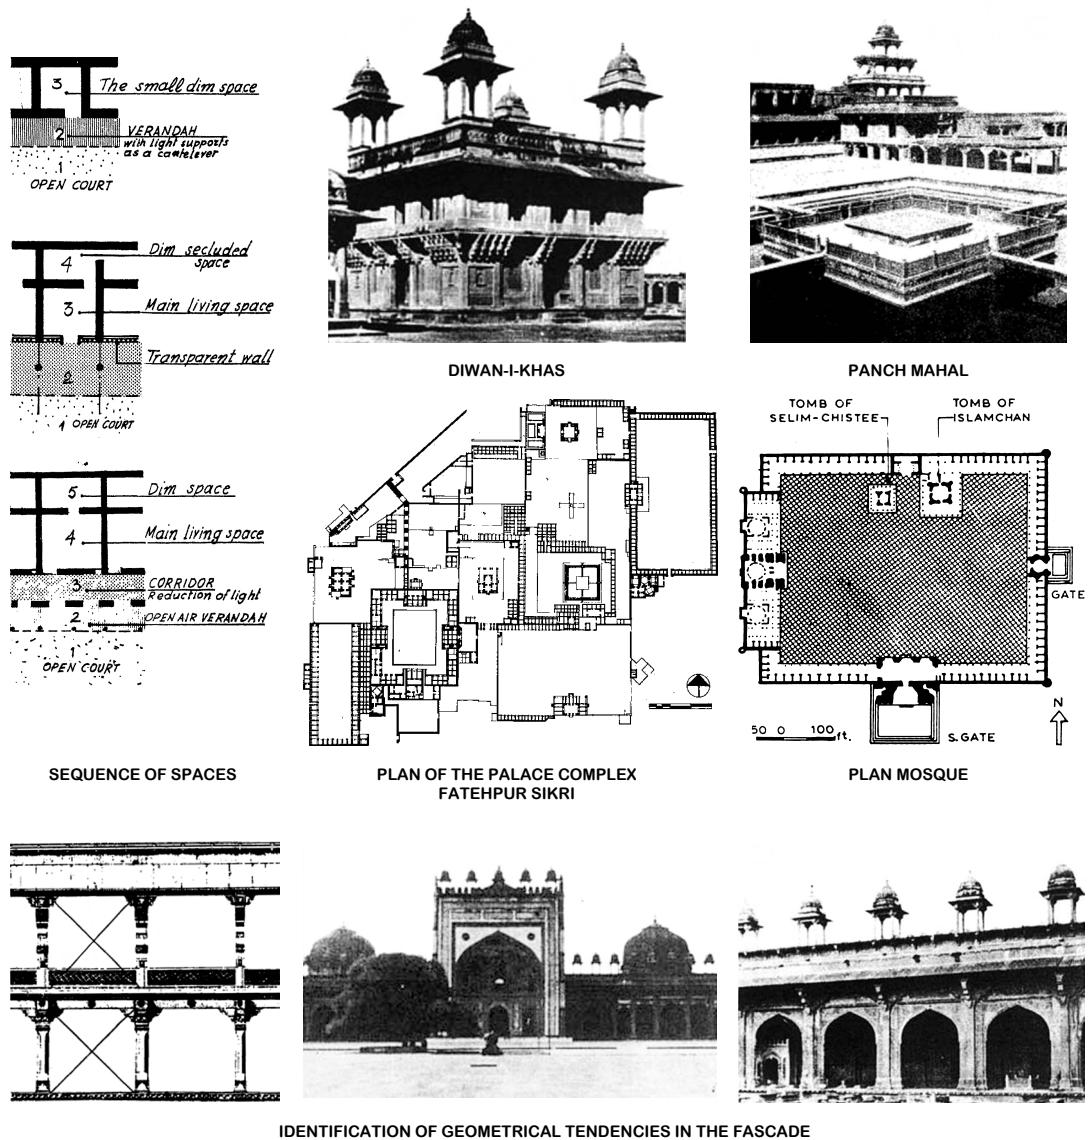 3
The small dim space
2
VERANDAH
with light supports
as a cantelever
1
OPEN COURT
4
Dim secluded
space
3
Main living space
Transparent wall
2
1 OPEN COURT
5
Dim space
4
Main living space
3
CORRIDOR
Reduction of light
2
OPEN AIR VERANDAH
1
OPEN COURT
SEQUENCE OF SPACES
DIWAN-I-KHAS
PANCH MAHAL
PLAN OF THE PALACE COMPLEX
FATEHPUR SIKRI
TOMB OF
SELIM-CHISTEE
TOMB OF
ISLAMCHAN
GATE
50 0 100 ft.
S. GATE
N
PLAN MOSQUE
IDENTIFICATION OF GEOMETRICAL TENDENCIES IN THE FASCADE